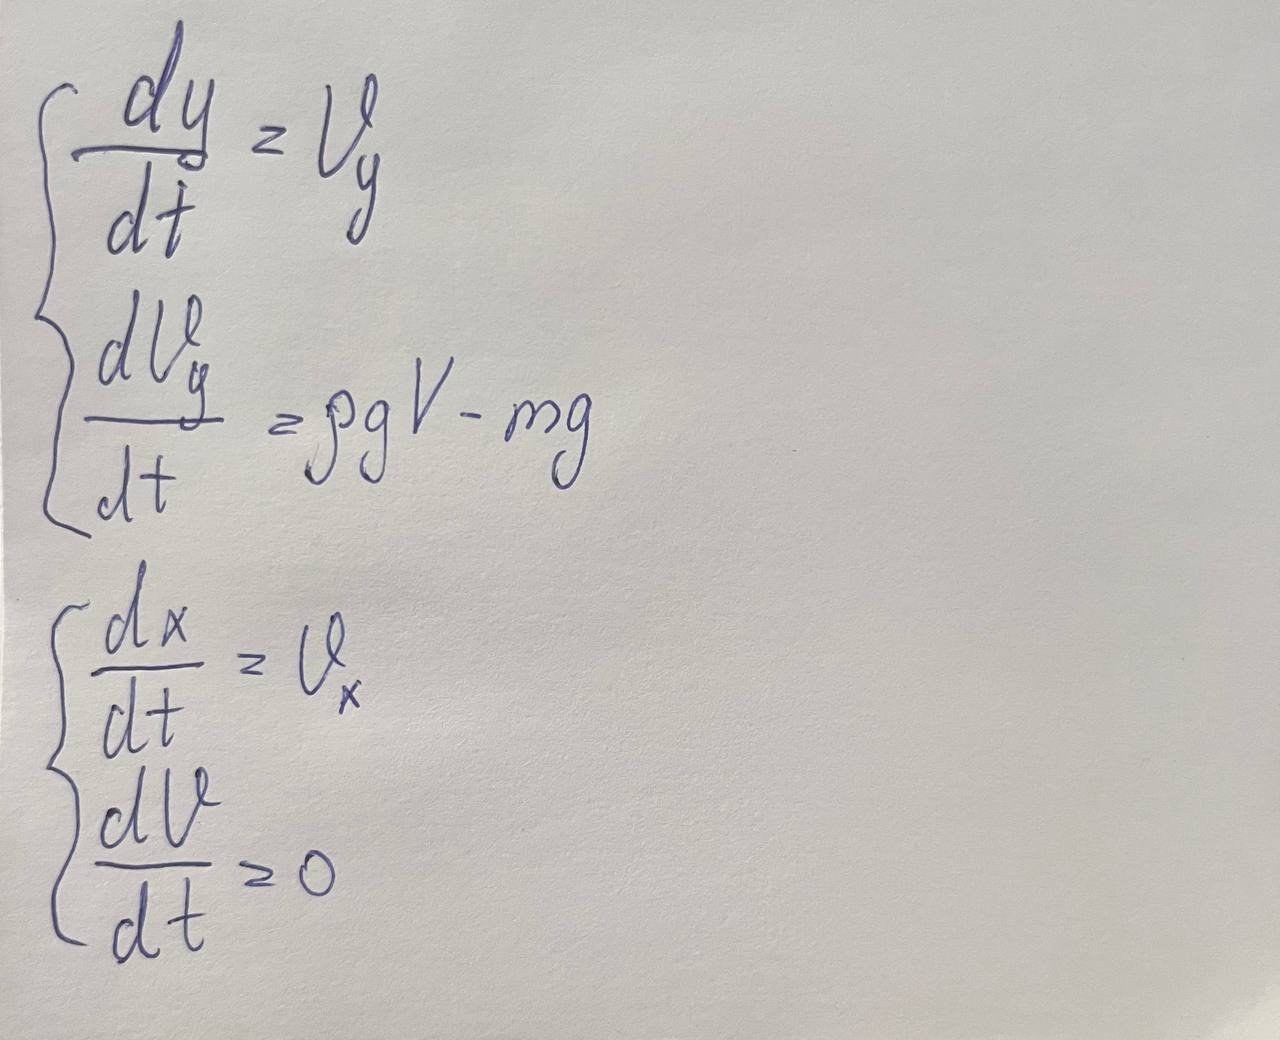 dy/dt = V_y
dV_y/dt = ρgV - mg
dx/dt = V_x
dV/dt = 0